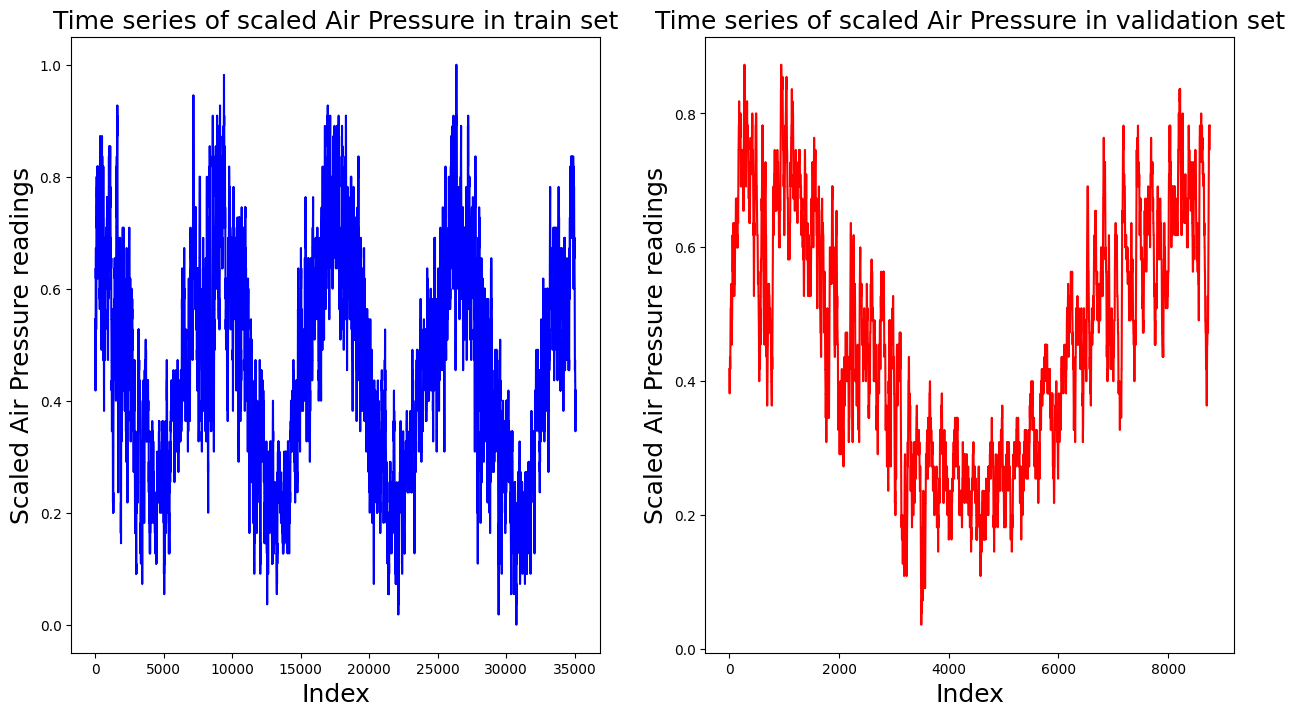 Time series of scaled Air Pressure in train set
Scaled Air Pressure readings
1.0
0.8
0.6
0.4
0.2
0.0
0 5000 10000 15000 20000 25000 30000 35000
Index
Time series of scaled Air Pressure in validation set
Scaled Air Pressure readings
0.8
0.6
0.4
0.2
0.0
0 2000 4000 6000 8000
Index